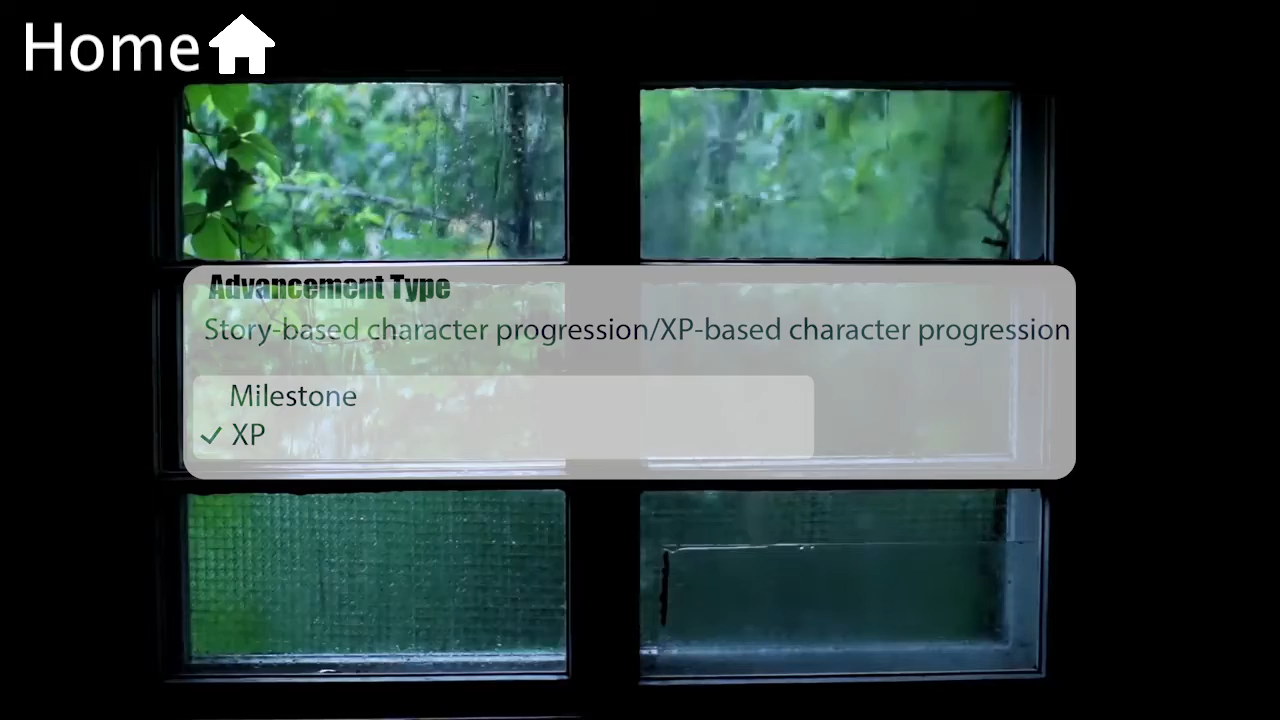 Home
Advancement Type
Story-based character progression/XP-based character progression
Milestone
XP